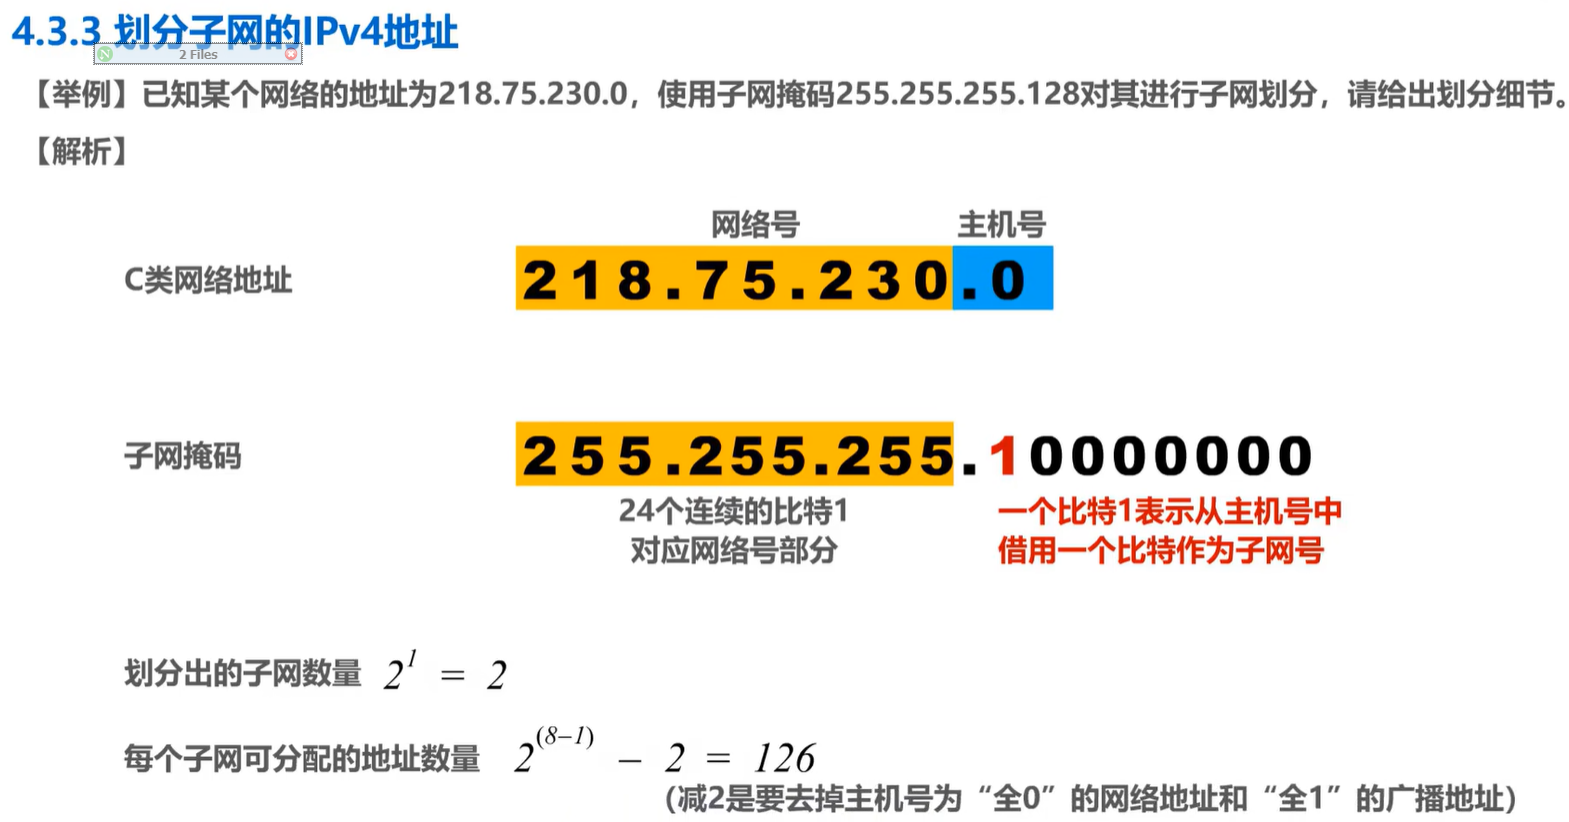 4.3.3 划分子网的IPv4地址
2 Files
【举例】已知某个网络的地址为218.75.230.0，使用子网掩码255.255.255.128对其进行子网划分，请给出划分细节。
【解析】
网络号 主机号
C类网络地址 218.75.230.0
子网掩码 255.255.255.10000000
24个连续的比特1 一个比特1表示从主机号中
对应网络号部分 借用一个比特作为子网号
划分出的子网数量 2^1 = 2
每个子网可分配的地址数量 2^(8–1) – 2 = 126
（减2是要去掉主机号为“全0”的网络地址和“全1”的广播地址）